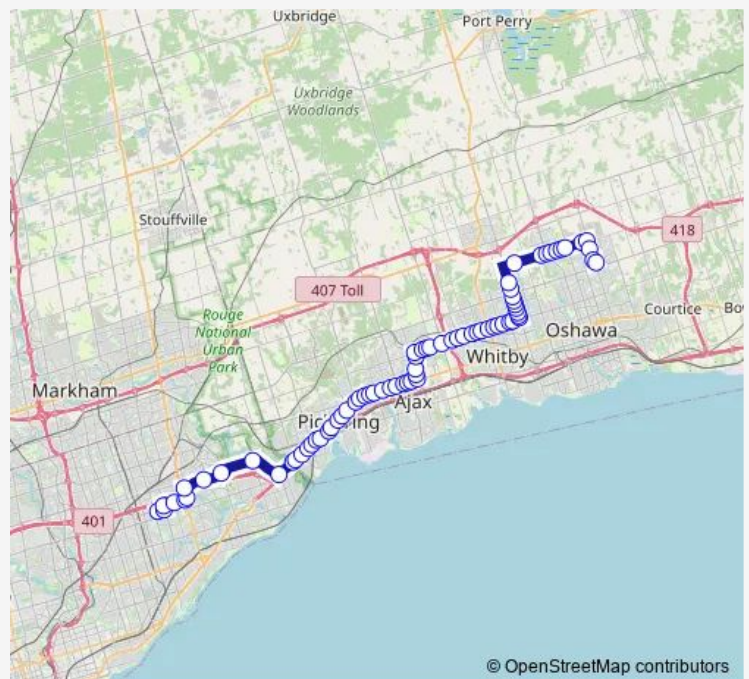 Uxbridge
Port Perry
Uxbridge
Woodlands
Stouffville
418
407 Toll
Rouge
National
Urban
Park
Courtice
Oshawa
Whitby
Markham
Ajax
401
© OpenStreetMap contributors